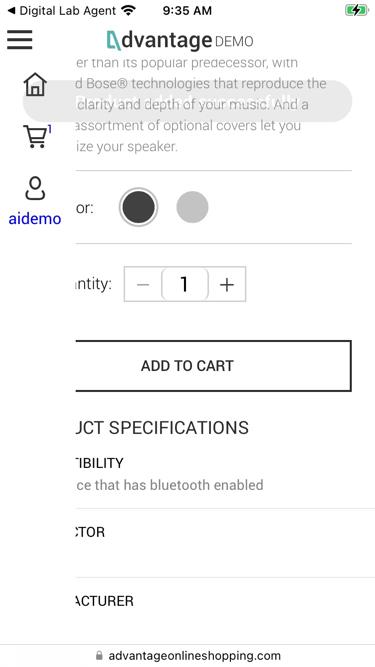 ◀ Digital Lab Agent 9:35 AM
dvantage DEMO
er than its popular predecessor, with
d Bose® technologies that reproduce the
clarity and depth of your music. And a
assortment of optional covers let you
ize your speaker.
1
aidemo
or:
ntity: − 1 +
ADD TO CART
UCT SPECIFICATIONS
TIBILITY
ce that has bluetooth enabled
CTOR
ACTURER
advantageonlineshopping.com